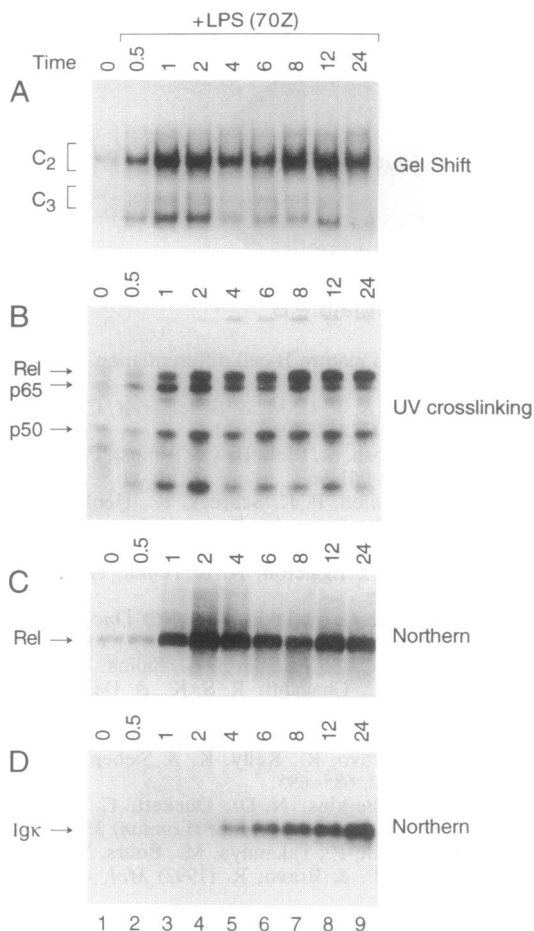 +LPS (70Z)
Time 0 0.5 1 2 4 6 8 12 24
A
C2
C3
Gel Shift
0 0.5 1 2 4 6 8 12 24
B
Rel →
p65 →
p50 →
UV crosslinking
0 0.5 1 2 4 6 8 12 24
C
Rel →
Northern
0 0.5 1 2 4 6 8 12 24
D
Igκ →
Northern
1 2 3 4 5 6 7 8 9